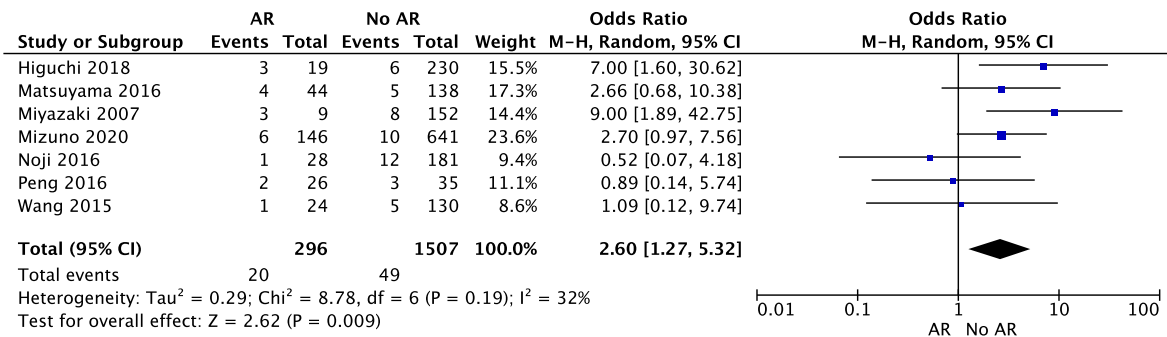 AR No AR Odds Ratio Odds Ratio
Study or Subgroup Events Total Events Total Weight M-H, Random, 95% CI M-H, Random, 95% CI
Higuchi 2018 3 19 6 230 15.5% 7.00 [1.60, 30.62]
Matsuyama 2016 4 44 5 138 17.3% 2.66 [0.68, 10.38]
Miyazaki 2007 3 9 8 152 14.4% 9.00 [1.89, 42.75]
Mizuno 2020 6 146 10 641 23.6% 2.70 [0.97, 7.56]
Noji 2016 1 28 12 181 9.4% 0.52 [0.07, 4.18]
Peng 2016 2 26 3 35 11.1% 0.89 [0.14, 5.74]
Wang 2015 1 24 5 130 8.6% 1.09 [0.12, 9.74]
Total (95% CI) 296 1507 100.0% 2.60 [1.27, 5.32]
Total events 20 49
Heterogeneity: Tau² = 0.29; Chi² = 8.78, df = 6 (P = 0.19); I² = 32%
Test for overall effect: Z = 2.62 (P = 0.009)
0.01 0.1 1 10 100
AR No AR